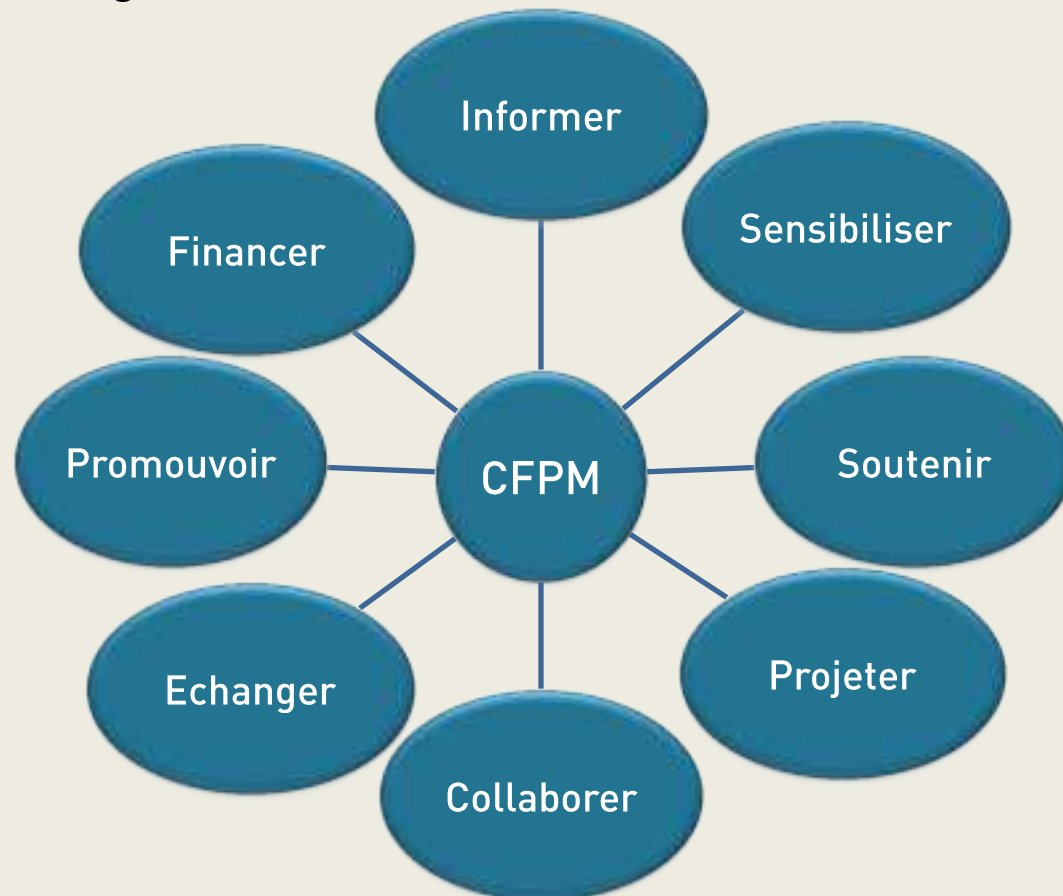 Informer
Sensibiliser
Financer
Promouvoir
CFPM
Soutenir
Echanger
Projeter
Collaborer